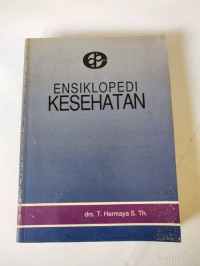 ENSIKLOPEDI
KESEHATAN
drs. T. Hermaya S. Th.